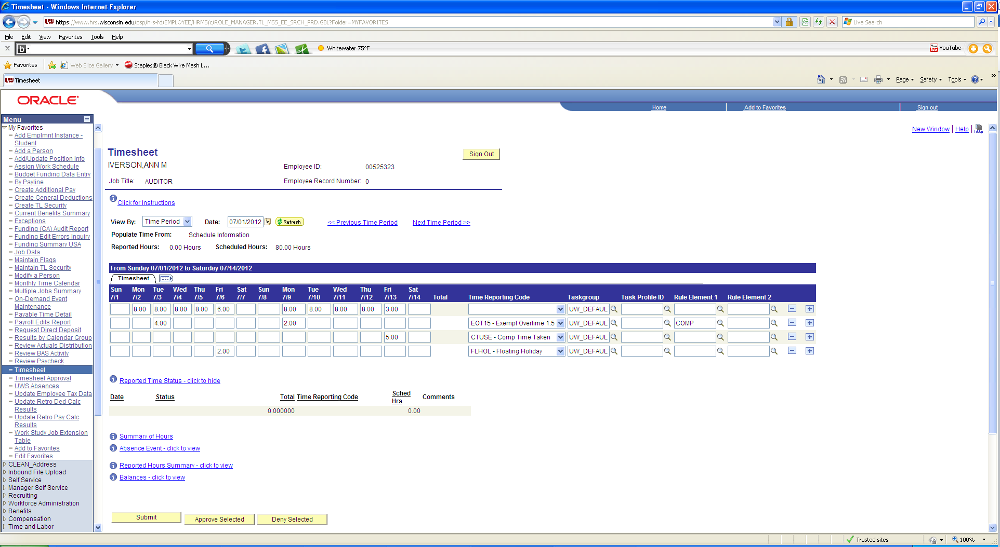 Timesheet - Windows Internet Explorer
https://www.hrs.wisconsin.edu/psp/hrs-fd/EMPLOYEE/HRMS/c/ROLE_MANAGER.TL_MSS_EE_SRCH_PRD.GBL?Folder=MYFAVORITES
Live Search
File Edit View Favorites Tools Help
x b Whitewater 75°F YouTube
Favorites Web Slice Gallery Staples® Black Wire Mesh L...
Timesheet Page Safety Tools
ORACLE
Home Add to Favorites Sign out
Menu
My Favorites
Add Emplmnt Instance -
Student
Add a Person
Add/Update Position Info
Assign Work Schedule
Budget Funding Data Entry
By Payline
Create Additional Pay
Create General Deductions
Create TL Security
Current Benefits Summary
Exceptions
Funding (CA) Audit Report
Funding Edit Errors Inquiry
Funding Summary USA
Job Data
Maintain Flags
Maintain TL Security
Modify a Person
Monthly Time Calendar
Multiple Jobs Summary
On-Demand Event
Maintenance
Payable Time Detail
Payroll Edits Report
Request Direct Deposit
Results by Calendar Group
Review Actuals Distribution
Review BAS Activity
Review Paycheck
Timesheet
Timesheet Approval
UWS Absences
Update Employee Tax Data
Update Retro Ded Calc
Results
Update Retro Pay Calc
Results
Work Study Job Extension
Table
Add to Favorites
Edit Favorites
CLEAN_Address
Inbound File Upload
Self Service
Manager Self Service
Recruiting
Workforce Administration
Benefits
Compensation
Time and Labor
New Window | Help | http
Timesheet
Sign Out
IVERSON,ANN M
Employee ID: 00525323
Job Title: AUDITOR Employee Record Number: 0
Click for Instructions
View By: Time Period Date: 07/01/2012 31 Refresh << Previous Time Period Next Time Period >>
Populate Time From: Schedule Information
Reported Hours: 0.00 Hours Scheduled Hours: 80.00 Hours
From Sunday 07/01/2012 to Saturday 07/14/2012
Timesheet
Sun Mon Tue Wed Thu Fri Sat Sun Mon Tue Wed Thu Fri Sat
7/1 7/2 7/3 7/4 7/5 7/6 7/7 7/8 7/9 7/10 7/11 7/12 7/13 7/14 Total Time Reporting Code Taskgroup Task Profile ID Rule Element 1 Rule Element 2
8.00 8.00 8.00 8.00 6.00 8.00 8.00 8.00 8.00 3.00 UW_DEFAULT
4.00 2.00 EOT15 - Exempt Overtime 1.5 UW_DEFAULT COMP
5.00 CTUSE - Comp Time Taken UW_DEFAULT
2.00 FLHOL - Floating Holiday UW_DEFAULT
Reported Time Status - click to hide
Date Status Total Time Reporting Code Sched Hrs Comments
0.000000 0.00
Summary of Hours
Absence Event - click to view
Reported Hours Summary - click to view
Balances - click to view
Submit Approve Selected Deny Selected
Trusted sites 100%